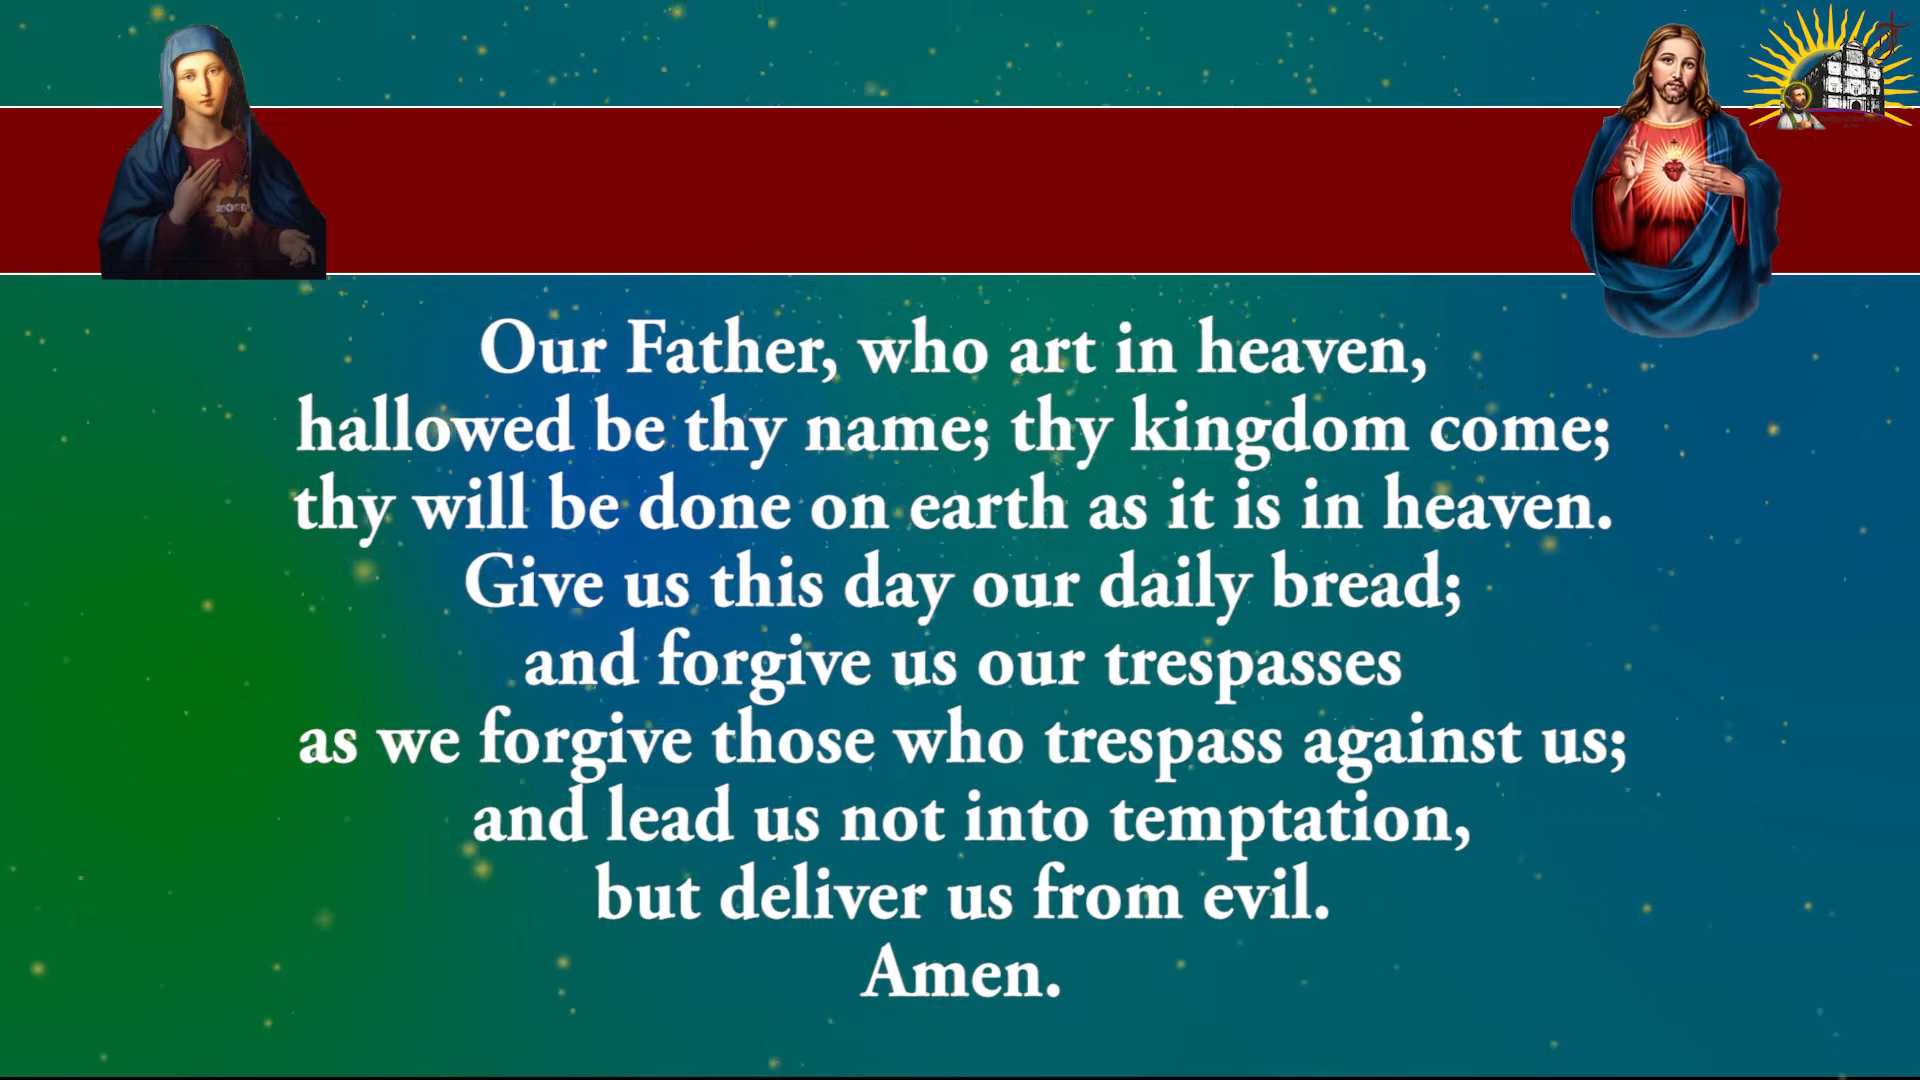 Our Father, who art in heaven,
hallowed be thy name; thy kingdom come;
thy will be done on earth as it is in heaven.
Give us this day our daily bread;
and forgive us our trespasses
as we forgive those who trespass against us;
and lead us not into temptation,
but deliver us from evil.
Amen.